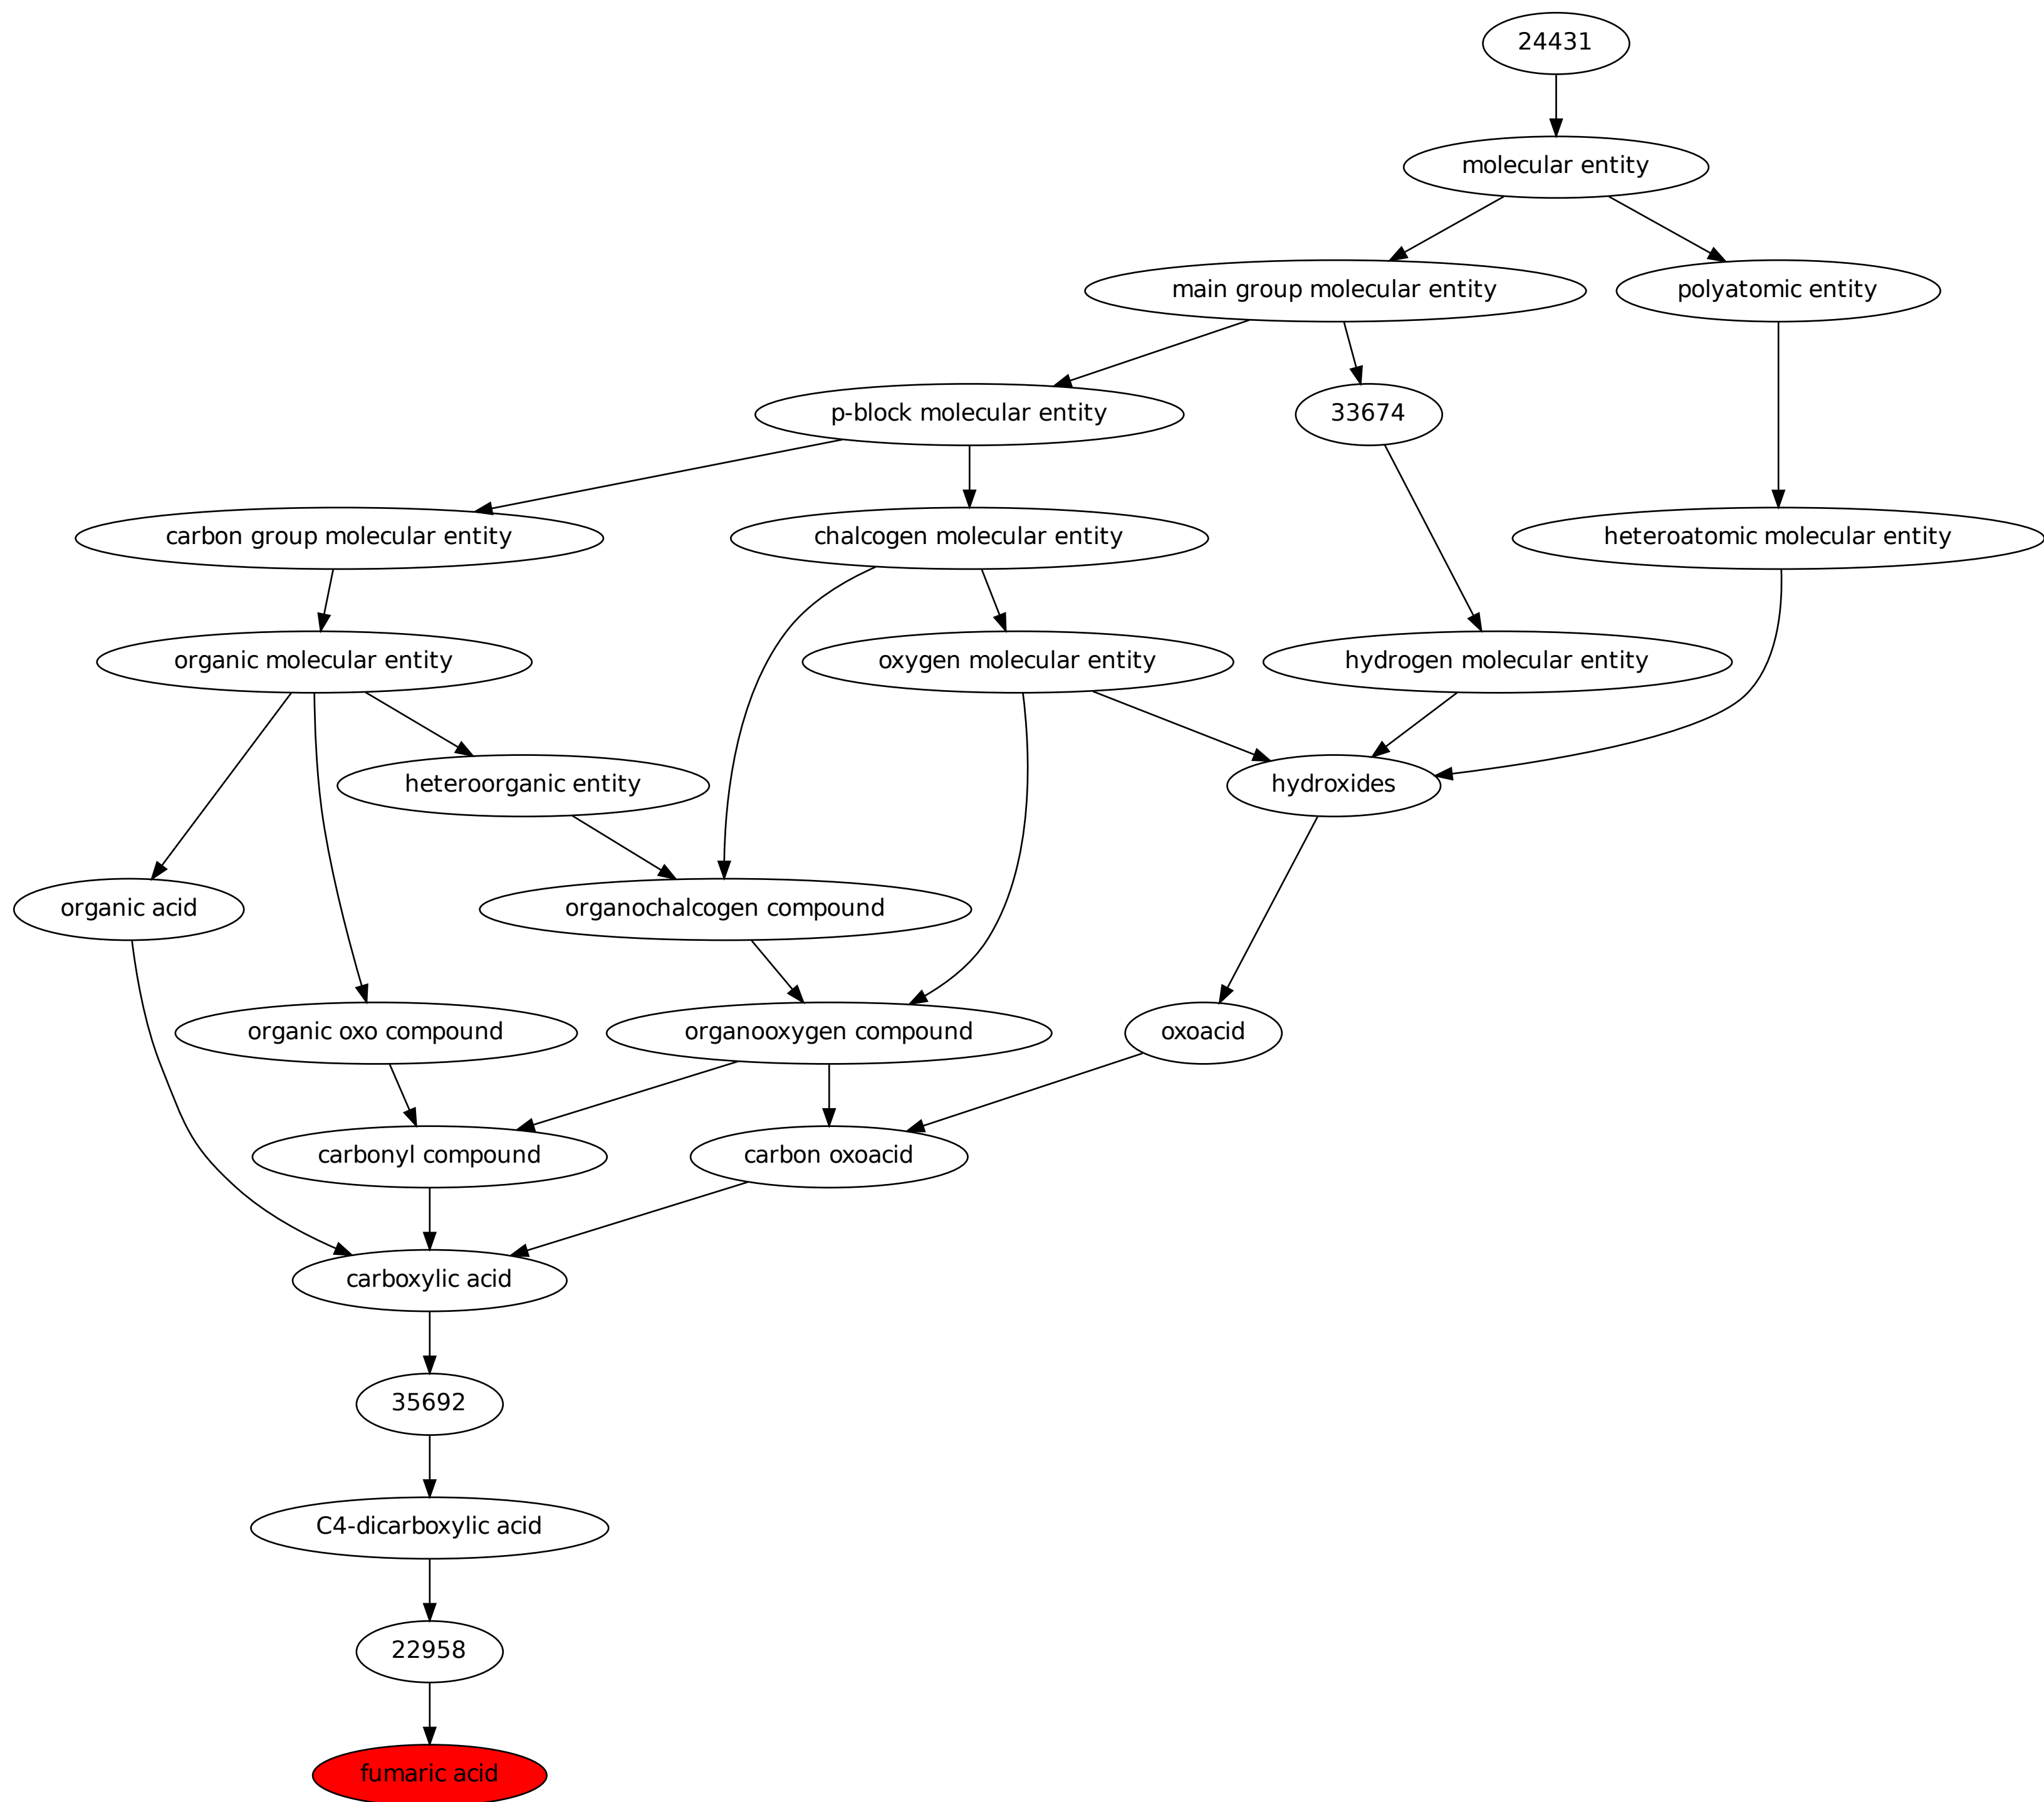 24431
molecular entity
main group molecular entity
polyatomic entity
p-block molecular entity
33674
carbon group molecular entity
chalcogen molecular entity
heteroatomic molecular entity
organic molecular entity
oxygen molecular entity
hydrogen molecular entity
heteroorganic entity
hydroxides
organic acid
organochalcogen compound
organic oxo compound
organooxygen compound
oxoacid
carbonyl compound
carbon oxoacid
carboxylic acid
35692
C4-dicarboxylic acid
22958
fumaric acid